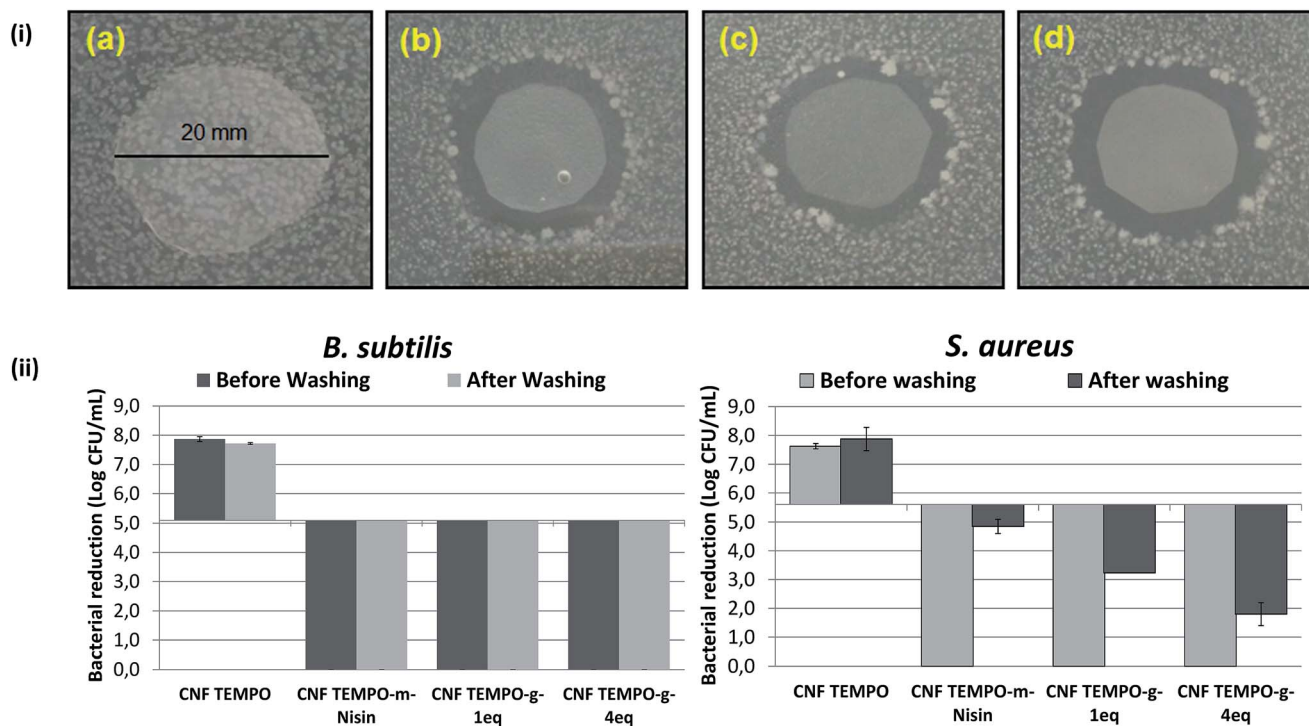 (i)
(a)
(b)
(c)
(d)
20 mm
(ii)
B. subtilis
Before Washing
After Washing
Bacterial reduction (Log CFU/mL)
9,0
8,0
7,0
6,0
5,0
4,0
3,0
2,0
1,0
0,0
CNF TEMPO
CNF TEMPO-m-
Nisin
CNF TEMPO-g-
1eq
CNF TEMPO-g-
4eq
S. aureus
Before washing
After washing
Bacterial reduction (Log CFU/mL)
9,0
8,0
7,0
6,0
5,0
4,0
3,0
2,0
1,0
0,0
CNF TEMPO
CNF TEMPO-m-
Nisin
CNF TEMPO-g-
1eq
CNF TEMPO-g-
4eq